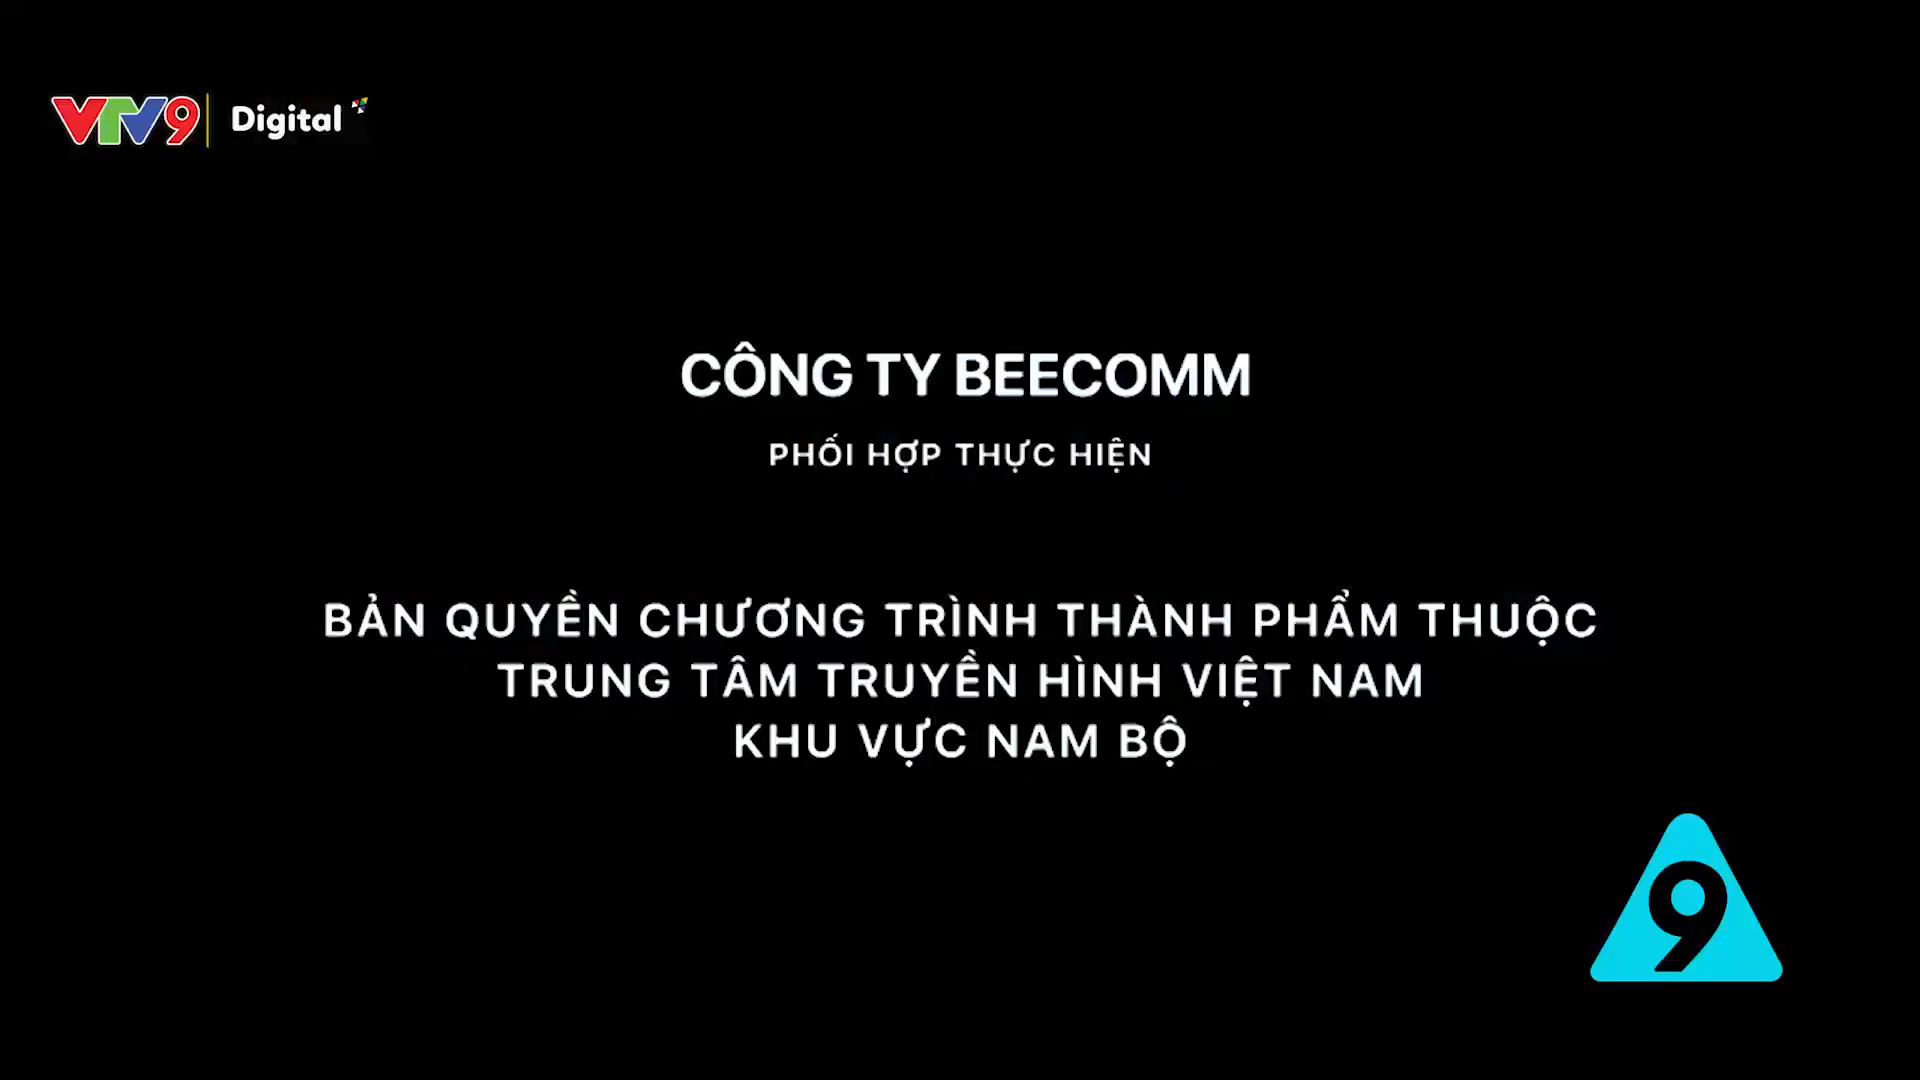 VTV9 Digital
CÔNG TY BEECOMM
PHỐI HỢP THỰC HIỆN
BẢN QUYỀN CHƯƠNG TRÌNH THÀNH PHẨM THUỘC
TRUNG TÂM TRUYỀN HÌNH VIỆT NAM
KHU VỰC NAM BỘ
9